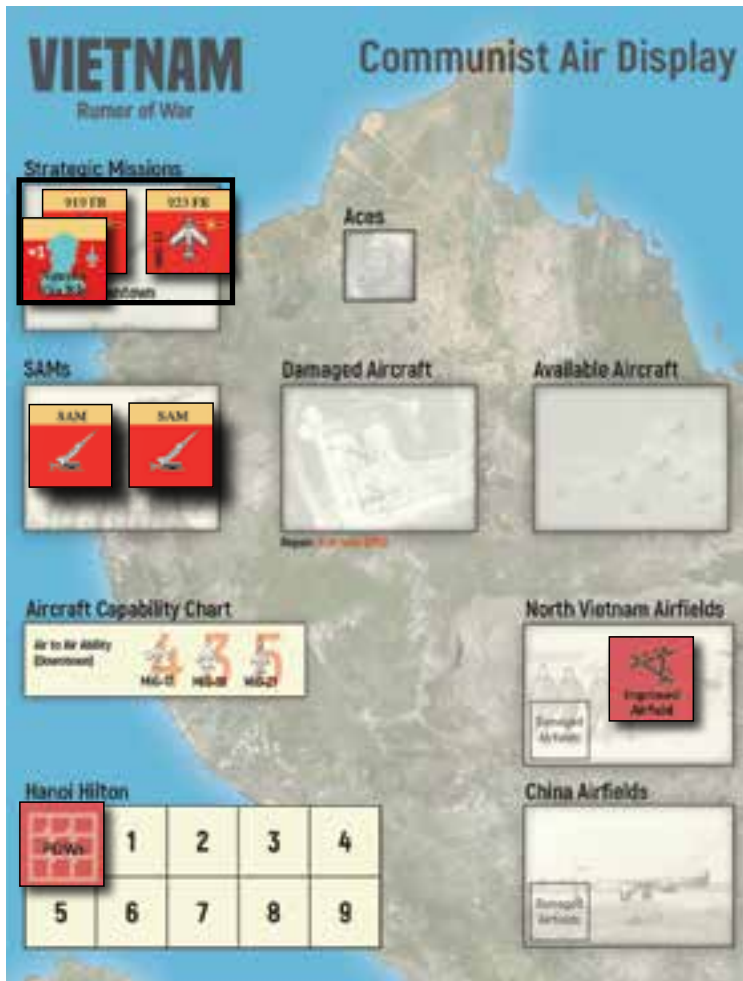 VIETNAM
Rumor of War
Communist Air Display
Strategic Missions
919 FR
923 FR
+1
Aces
SAMs
SAM
SAM
Damaged Aircraft
Available Aircraft
Aircraft Capability Chart
Air to Air Ability
(Downtown)
4 3 5
MiG-17 MiG-19 MiG-21
North Vietnam Airfields
Improved
Airfield
Damaged
Airfields
Hanoi Hilton
POWs 1 2 3 4
5 6 7 8 9
China Airfields
Damaged
Airfields